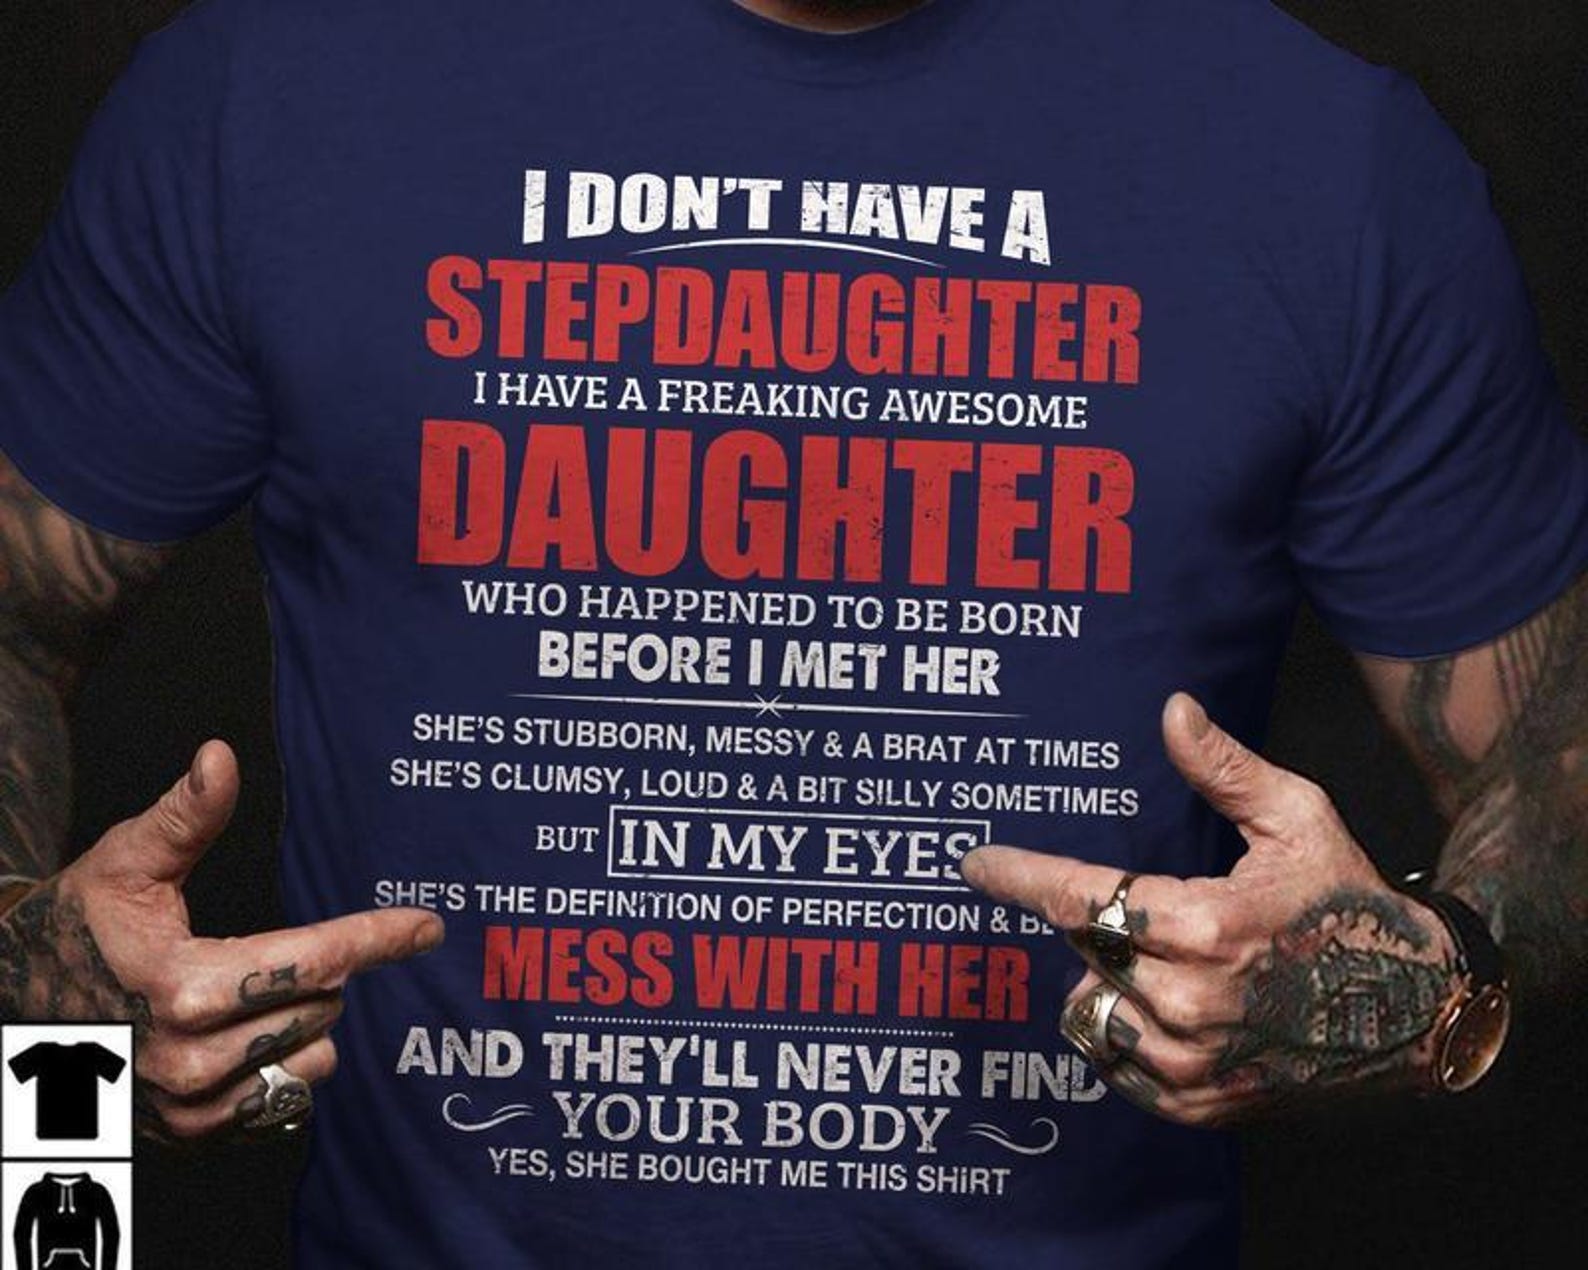 I DON'T HAVE A
STEPDAUGHTER
I HAVE A FREAKING AWESOME
DAUGHTER
WHO HAPPENED TO BE BORN
BEFORE I MET HER
SHE'S STUBBORN, MESSY & A BRAT AT TIMES
SHE'S CLUMSY, LOUD & A BIT SILLY SOMETIMES
BUT IN MY EYES
SHE'S THE DEFINITION OF PERFECTION &
MESS WITH HER
AND THEY'LL NEVER FIND
YOUR BODY
YES, SHE BOUGHT ME THIS SHIRT